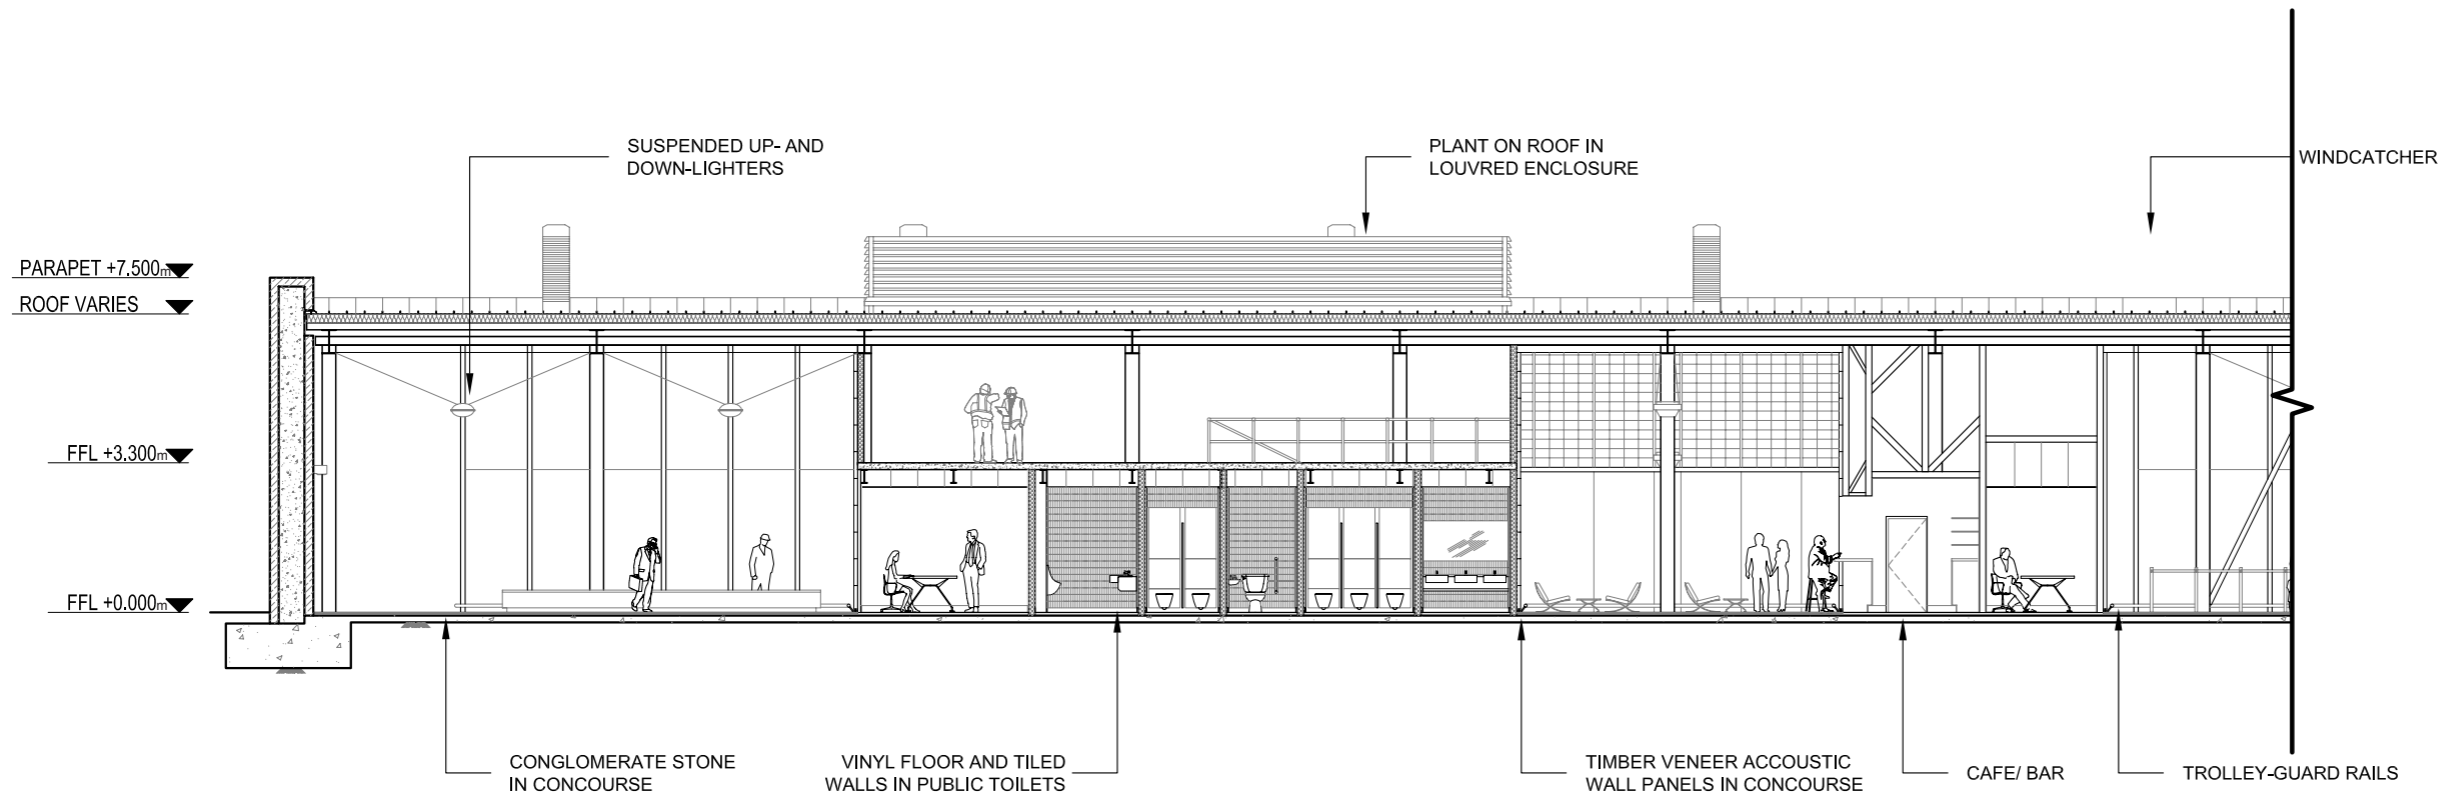 SUSPENDED UP- AND
DOWN-LIGHTERS
PLANT ON ROOF IN
LOUVRED ENCLOSURE
WINDCATCHER
PARAPET +7.500m
ROOF VARIES
FFL +3.300m
FFL +0.000m
CONGLOMERATE STONE
IN CONCOURSE
VINYL FLOOR AND TILED
WALLS IN PUBLIC TOILETS
TIMBER VENEER ACCOUSTIC
WALL PANELS IN CONCOURSE
CAFE/ BAR
TROLLEY-GUARD RAILS